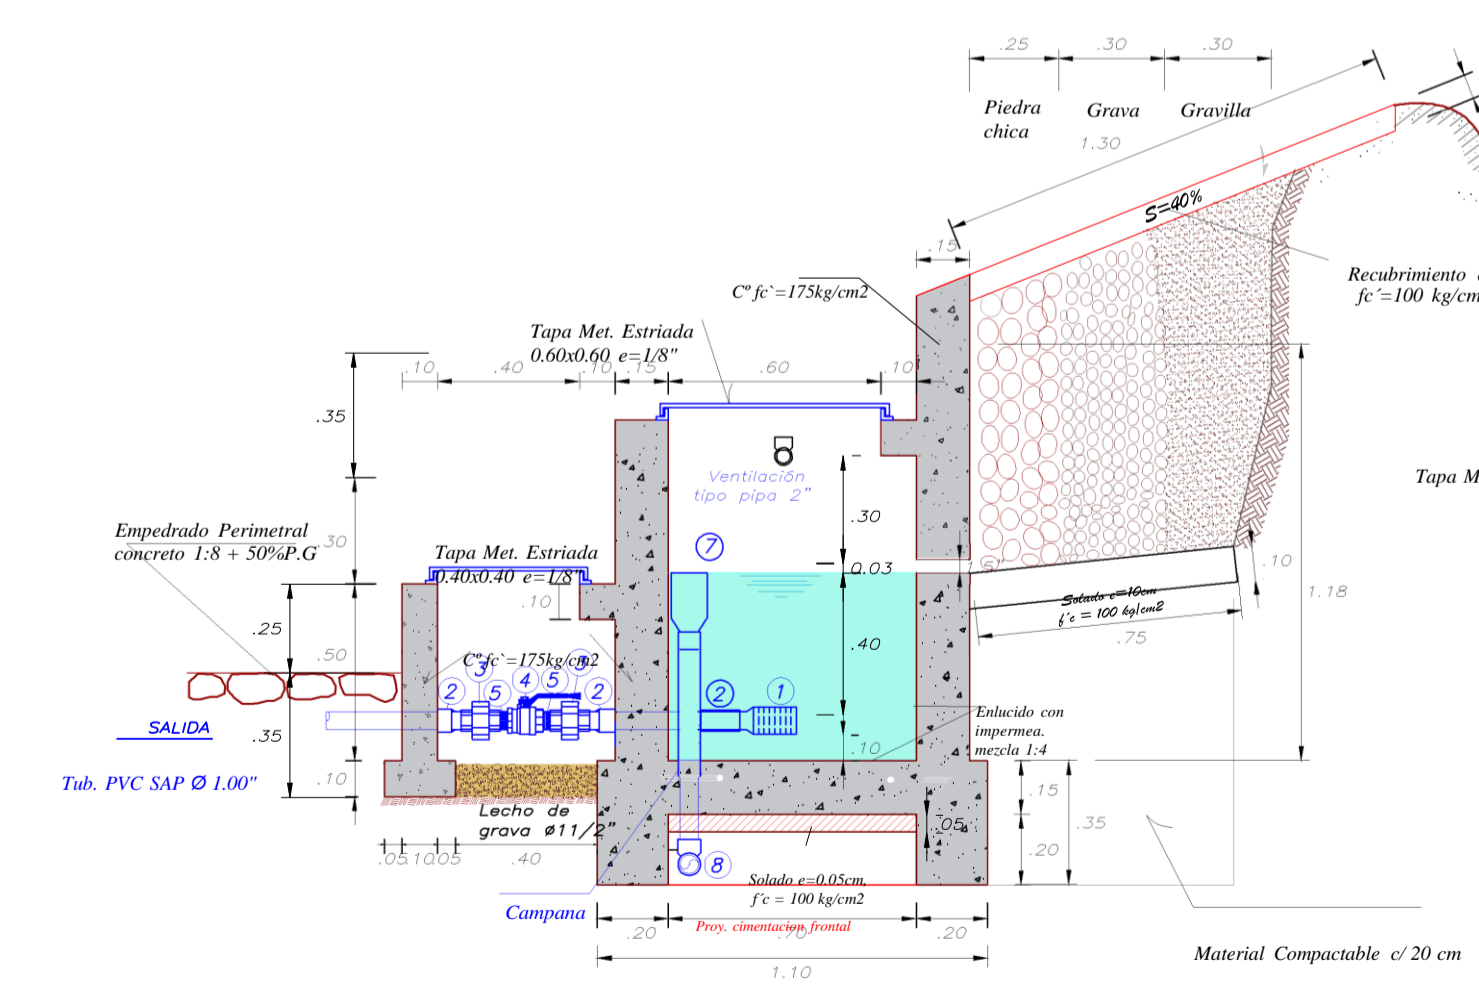 .25
.30
.30
Piedra
chica
Grava
Gravilla
1.30
S=40%
.15
Recubrimiento
fc´=100 kg/cm
Cº fc`=175kg/cm2
Tapa Met. Estriada
0.60x0.60 e=1/8"
.10
.40
.10
.15
.60
.10
.35
Ventilación
tipo pipa 2"
Tapa M
Empedrado Perimetral
concreto 1:8 + 50%P.G
.30
.30
7
Tapa Met. Estriada
0.40x0.40 e=1/8"
0.03
.10
.10
Solado e=10cm
f´c = 100 kg/cm2
1.18
.75
.25
.50
.40
Cº fc`=175kg/cm2
2
3
5
4
5
3
2
2
1
SALIDA
.35
Enlucido con
impermea.
mezcla 1:4
.10
Tub. PVC SAP Ø 1.00"
.10
Lecho de
grava ø11/2"
.15
.05
.35
.20
.05
.10
.05
.40
8
Solado e=0.05cm,
f´c = 100 kg/cm2
Campana
Proy. cimentacion frontal
.20
.70
.20
1.10
Material Compactable c/ 20 cm